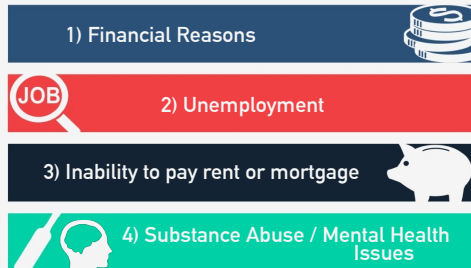 1) Financial Reasons
JOB
2) Unemployment
3) Inability to pay rent or mortgage
4) Substance Abuse / Mental Health
Issues